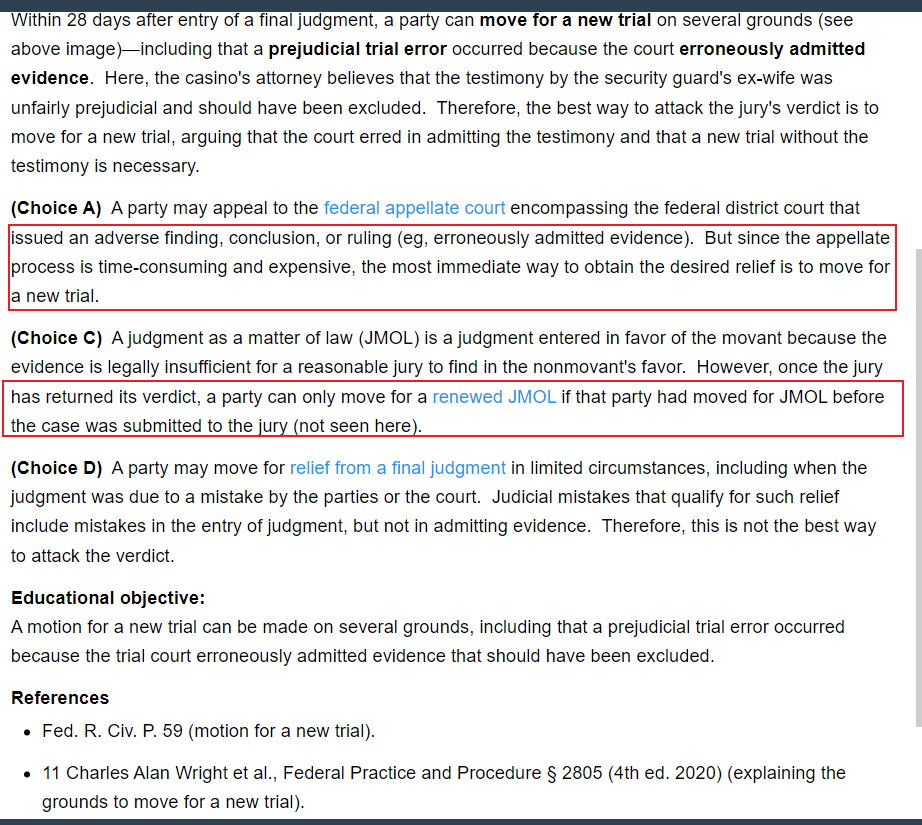 Within 28 days after entry of a final judgment, a party can move for a new trial on several grounds (see
above image)—including that a prejudicial trial error occurred because the court erroneously admitted
evidence.  Here, the casino's attorney believes that the testimony by the security guard's ex-wife was
unfairly prejudicial and should have been excluded.  Therefore, the best way to attack the jury's verdict is to
move for a new trial, arguing that the court erred in admitting the testimony and that a new trial without the
testimony is necessary.
(Choice A)  A party may appeal to the federal appellate court encompassing the federal district court that
issued an adverse finding, conclusion, or ruling (eg, erroneously admitted evidence).  But since the appellate
process is time-consuming and expensive, the most immediate way to obtain the desired relief is to move for
a new trial.
(Choice C)  A judgment as a matter of law (JMOL) is a judgment entered in favor of the movant because the
evidence is legally insufficient for a reasonable jury to find in the nonmovant's favor.  However, once the jury
has returned its verdict, a party can only move for a renewed JMOL if that party had moved for JMOL before
the case was submitted to the jury (not seen here).
(Choice D)  A party may move for relief from a final judgment in limited circumstances, including when the
judgment was due to a mistake by the parties or the court.  Judicial mistakes that qualify for such relief
include mistakes in the entry of judgment, but not in admitting evidence.  Therefore, this is not the best way
to attack the verdict.
Educational objective:
A motion for a new trial can be made on several grounds, including that a prejudicial trial error occurred
because the trial court erroneously admitted evidence that should have been excluded.
References
• Fed. R. Civ. P. 59 (motion for a new trial).
• 11 Charles Alan Wright et al., Federal Practice and Procedure § 2805 (4th ed. 2020) (explaining the
grounds to move for a new trial).